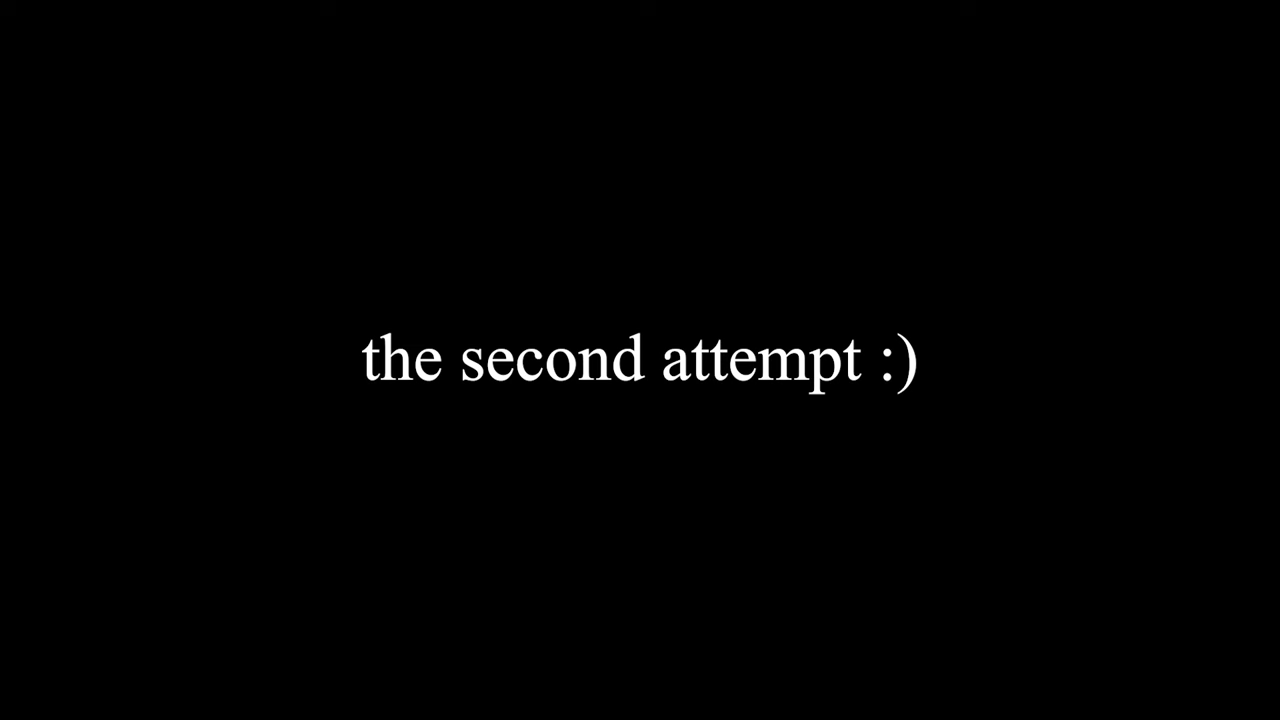 the second attempt :)